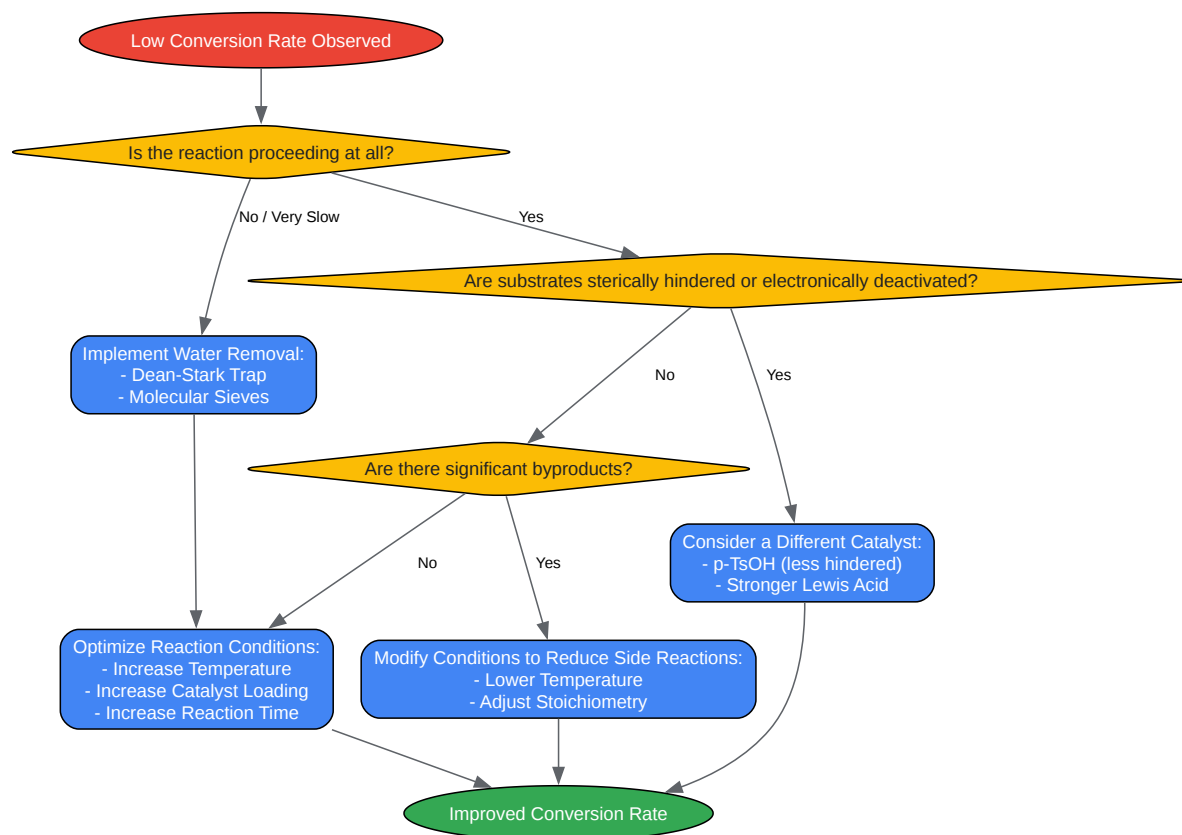 Low Conversion Rate Observed
Is the reaction proceeding at all?
No / Very Slow
Yes
Are substrates sterically hindered or electronically deactivated?
Implement Water Removal:
- Dean-Stark Trap
- Molecular Sieves
No
Yes
Are there significant byproducts?
Consider a Different Catalyst:
- p-TsOH (less hindered)
- Stronger Lewis Acid
No
Yes
Optimize Reaction Conditions:
- Increase Temperature
- Increase Catalyst Loading
- Increase Reaction Time
Modify Conditions to Reduce Side Reactions:
- Lower Temperature
- Adjust Stoichiometry
Improved Conversion Rate